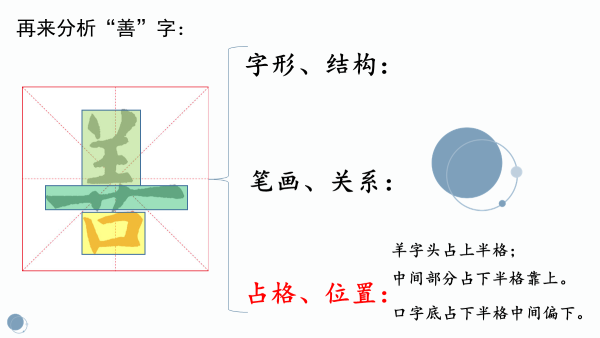 再来分析“善”字：
善
字形、结构：
笔画、关系：
占格、位置：
羊字头占上半格；
中间部分占下半格靠上。
口字底占下半格中间偏下。